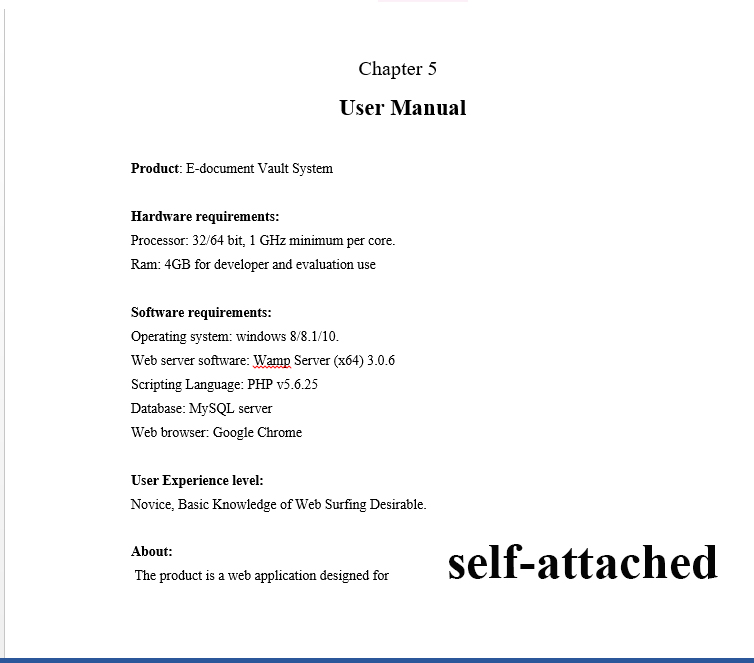 Chapter 5
User Manual
Product: E-document Vault System
Hardware requirements:
Processor: 32/64 bit, 1 GHz minimum per core.
Ram: 4GB for developer and evaluation use
Software requirements:
Operating system: windows 8/8.1/10.
Web server software: Wamp Server (x64) 3.0.6
Scripting Language: PHP v5.6.25
Database: MySQL server
Web browser: Google Chrome
User Experience level:
Novice, Basic Knowledge of Web Surfing Desirable.
About:
The product is a web application designed for self-attached